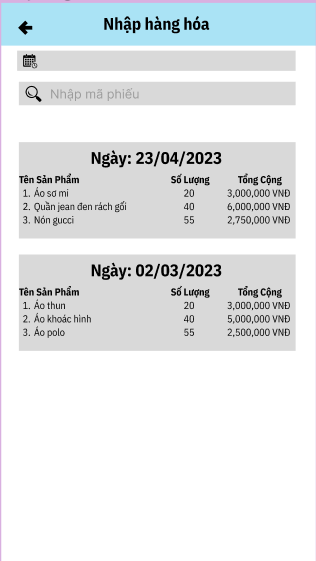 Nhập hàng hóa
Nhập mã phiếu
Ngày: 23/04/2023
Tên Sản Phẩm Số Lượng Tổng Cộng
1. Áo sơ mi 20 3,000,000 VNĐ
2. Quần jean đen rách gối 40 6,000,000 VNĐ
3. Nón gucci 55 2,750,000 VNĐ
Ngày: 02/03/2023
Tên Sản Phẩm Số Lượng Tổng Cộng
1. Áo thun 20 3,000,000 VNĐ
2. Áo khoác hình 40 5,000,000 VNĐ
3. Áo polo 55 2,500,000 VNĐ